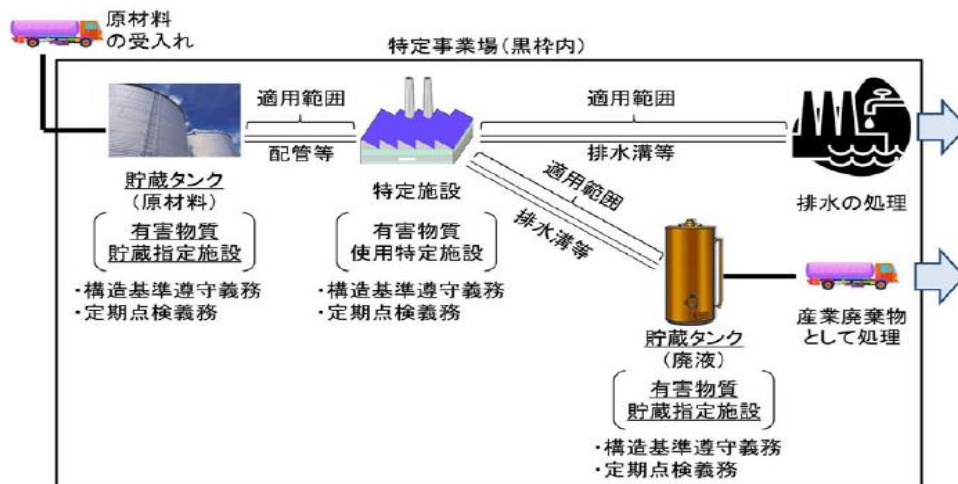 原材料
の受入れ
特定事業場(黒枠内)
適用範囲
配管等
適用範囲
排水溝等
適用範囲
排水溝等
貯蔵タンク
(原材料)
有害物質
貯蔵指定施設
・構造基準遵守義務
・定期点検義務
特定施設
有害物質
使用特定施設
・構造基準遵守義務
・定期点検義務
排水の処理
産業廃棄物
として処理
貯蔵タンク
(廃液)
有害物質
貯蔵指定施設
・構造基準遵守義務
・定期点検義務